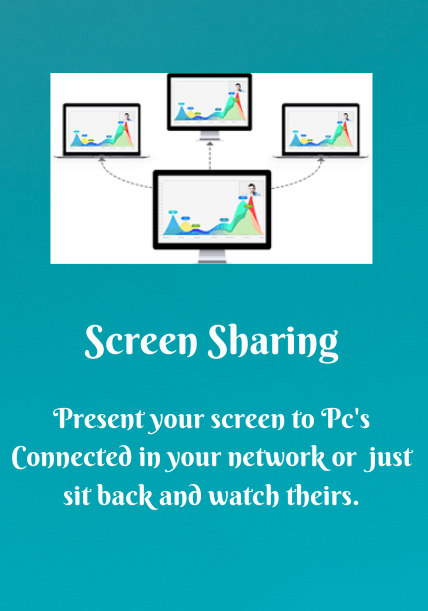 Screen Sharing
Present your screen to Pc's
Connected in your network or just
sit back and watch theirs.